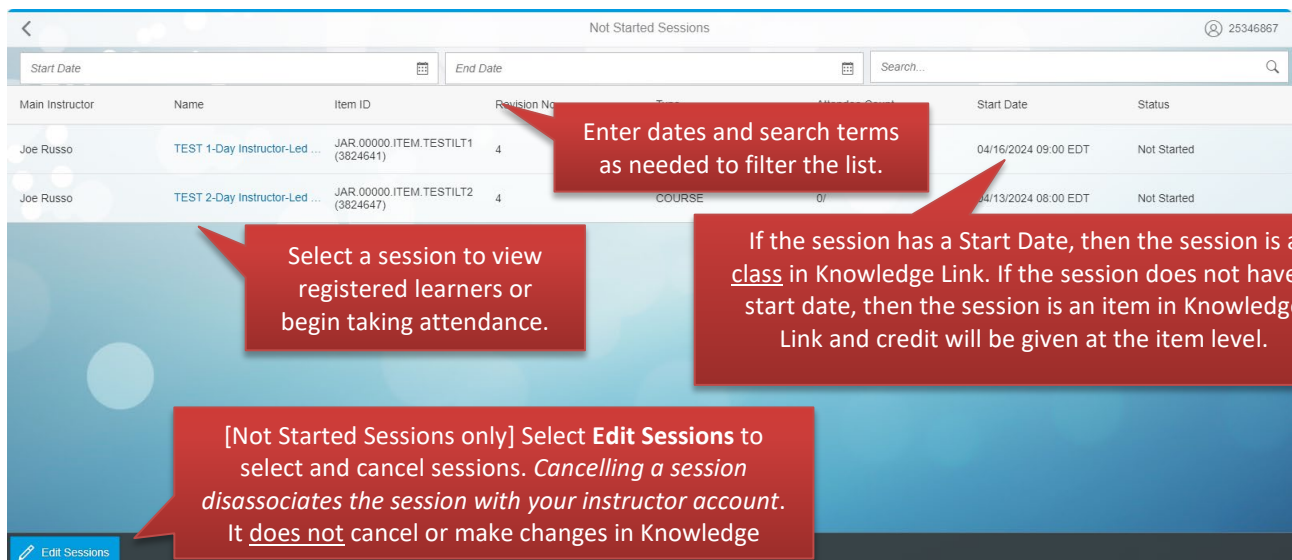 Not Started Sessions
25346867
Start Date
End Date
Search...
Main Instructor Name Item ID Revision No Start Date Status
Joe Russo TEST 1-Day Instructor-Led ... JAR.00000.ITEM.TESTILT1 4 04/16/2024 09:00 EDT Not Started
(3824641)
Joe Russo TEST 2-Day Instructor-Led ... JAR.00000.ITEM.TESTILT2 4 COURSE 0/ 04/13/2024 08:00 EDT Not Started
(3824647)
Enter dates and search terms
as needed to filter the list.
Select a session to view
registered learners or
begin taking attendance.
If the session has a Start Date, then the session is a
class in Knowledge Link. If the session does not have
start date, then the session is an item in Knowledge
Link and credit will be given at the item level.
[Not Started Sessions only] Select Edit Sessions to
select and cancel sessions. Cancelling a session
disassociates the session with your instructor account.
It does not cancel or make changes in Knowledge
Edit Sessions